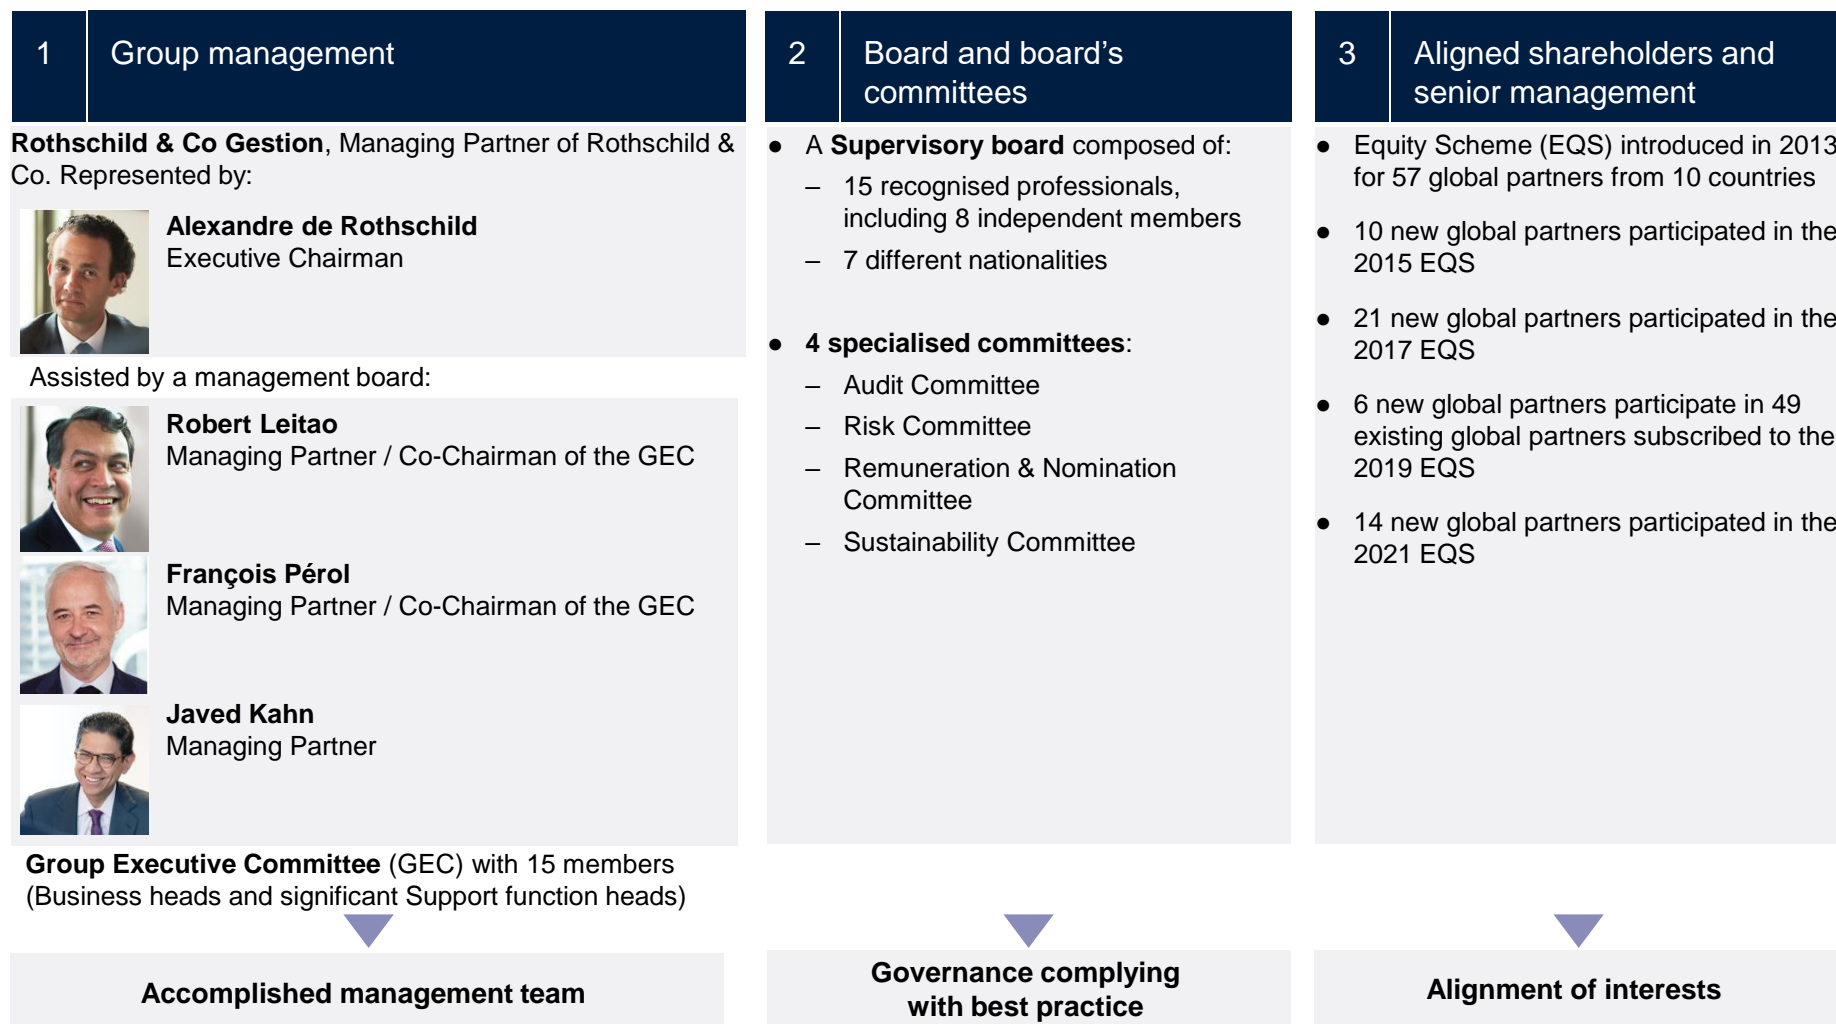 1 Group management
Rothschild & Co Gestion, Managing Partner of Rothschild &
Co. Represented by:
Alexandre de Rothschild
Executive Chairman
Assisted by a management board:
Robert Leitao
Managing Partner / Co-Chairman of the GEC
François Pérol
Managing Partner / Co-Chairman of the GEC
Javed Kahn
Managing Partner
Group Executive Committee (GEC) with 15 members
(Business heads and significant Support function heads)
Accomplished management team
2 Board and board’s
committees
● A Supervisory board composed of:
– 15 recognised professionals,
including 8 independent members
– 7 different nationalities
● 4 specialised committees:
– Audit Committee
– Risk Committee
– Remuneration & Nomination
Committee
– Sustainability Committee
Governance complying
with best practice
3 Aligned shareholders and
senior management
● Equity Scheme (EQS) introduced in 2013
for 57 global partners from 10 countries
● 10 new global partners participated in the
2015 EQS
● 21 new global partners participated in the
2017 EQS
● 6 new global partners participate in 49
existing global partners subscribed to the
2019 EQS
● 14 new global partners participated in the
2021 EQS
Alignment of interests